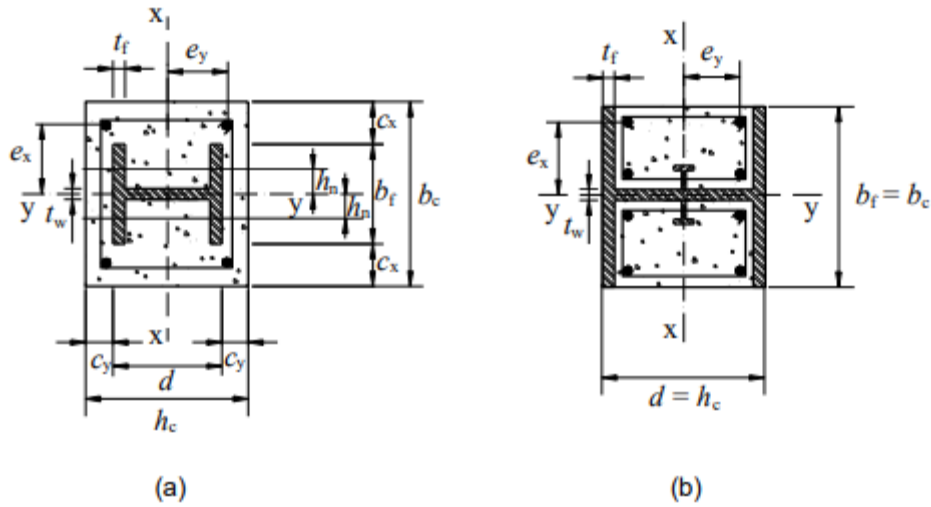 x
t_f
e_y
c_x
e_x
h_n
b_f
b_c
y
y
h_n
t_w
c_x
x
c_y
c_y
d
h_c
(a)
x
t_f
e_y
e_x
y
y
b_f = b_c
t_w
x
d = h_c
(b)